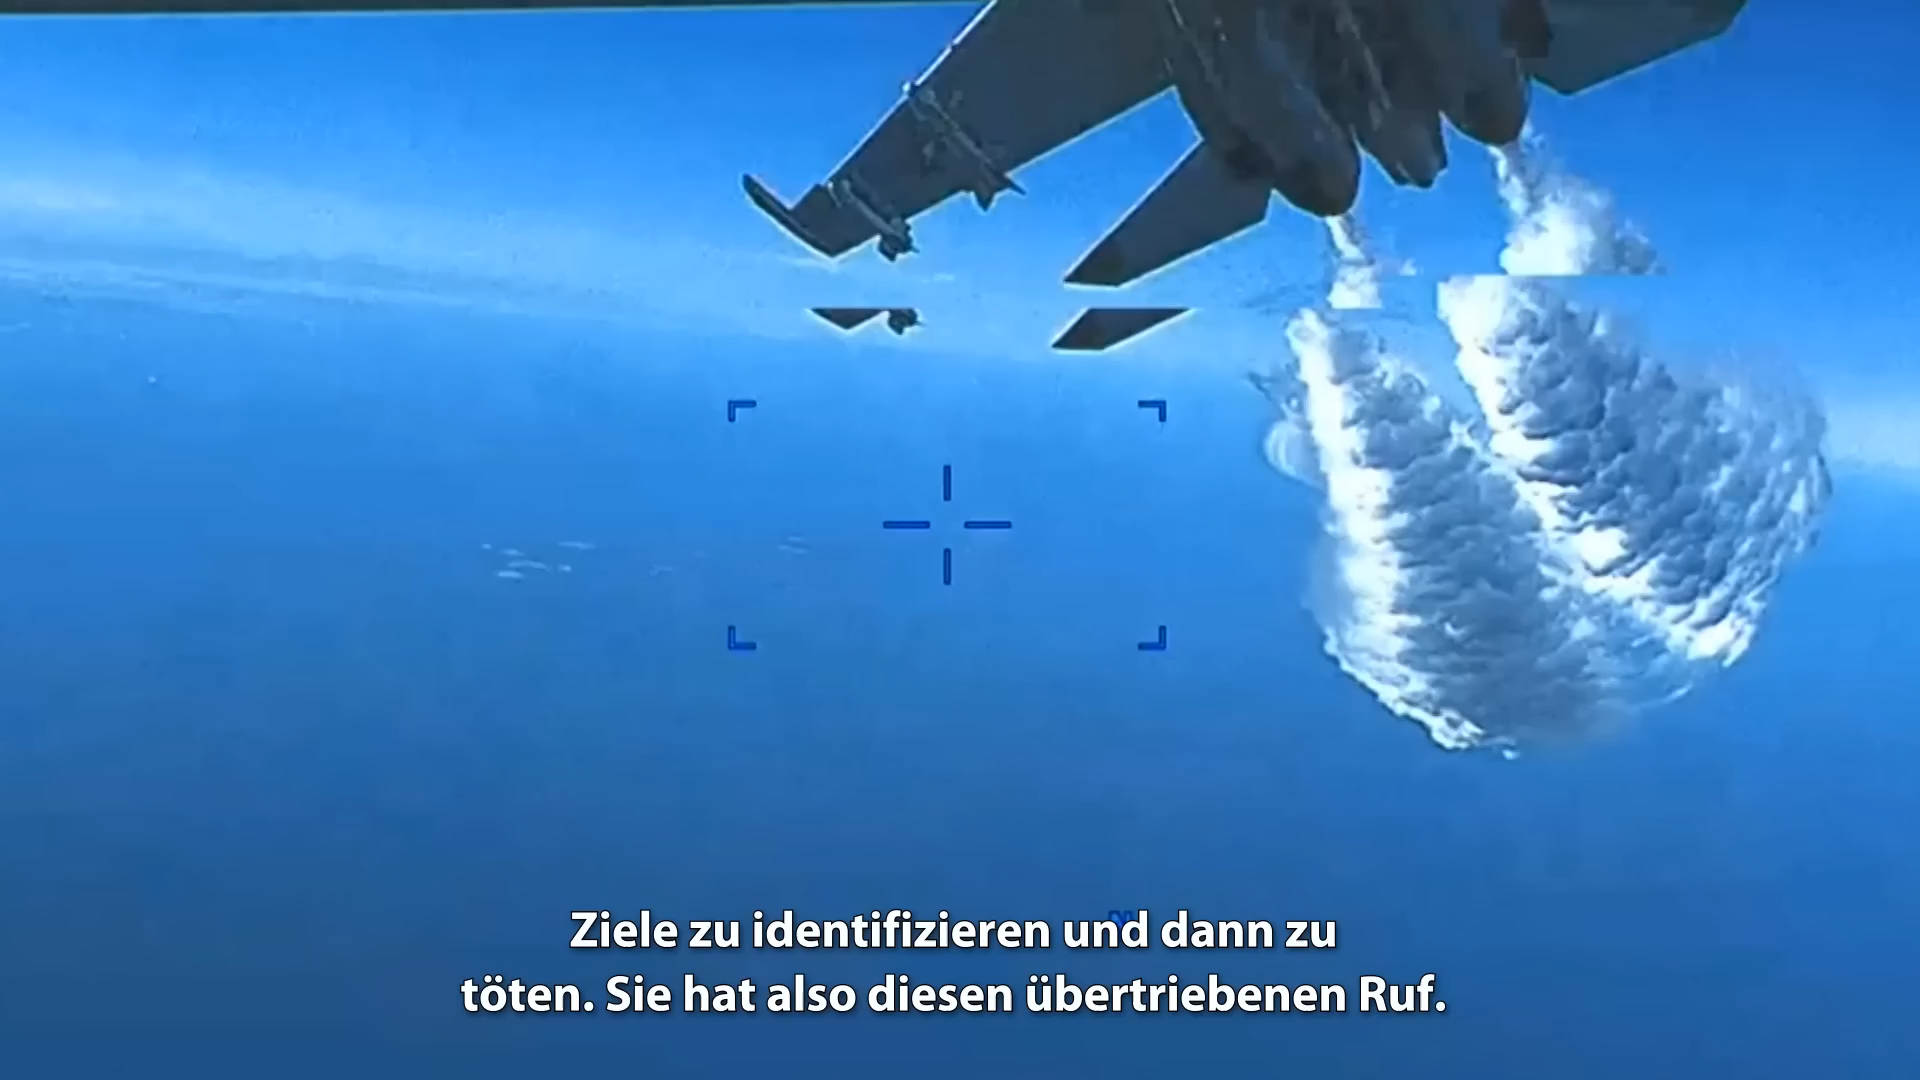 Ziele zu identifizieren und dann zu
töten. Sie hat also diesen übertriebenen Ruf.